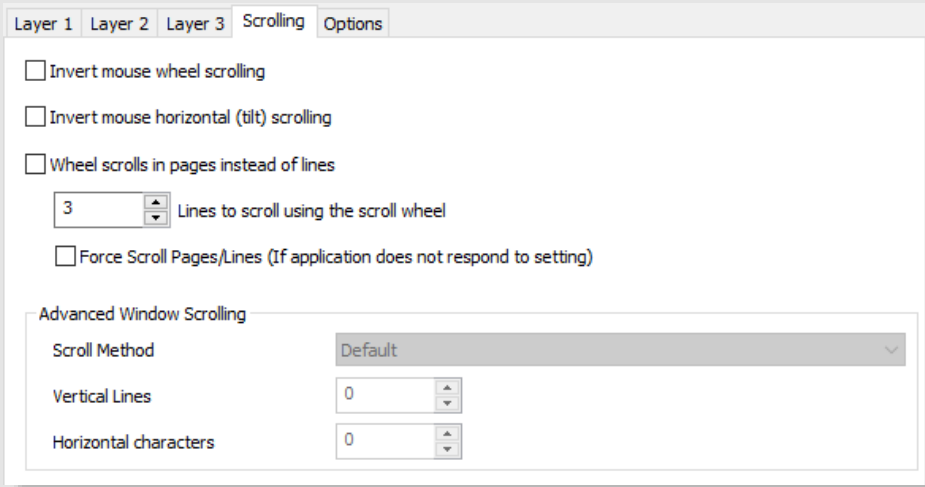 Layer 1 Layer 2 Layer 3 Scrolling Options
Invert mouse wheel scrolling
Invert mouse horizontal (tilt) scrolling
Wheel scrolls in pages instead of lines
3 Lines to scroll using the scroll wheel
Force Scroll Pages/Lines (If application does not respond to setting)
Advanced Window Scrolling
Scroll Method Default
Vertical Lines 0
Horizontal characters 0